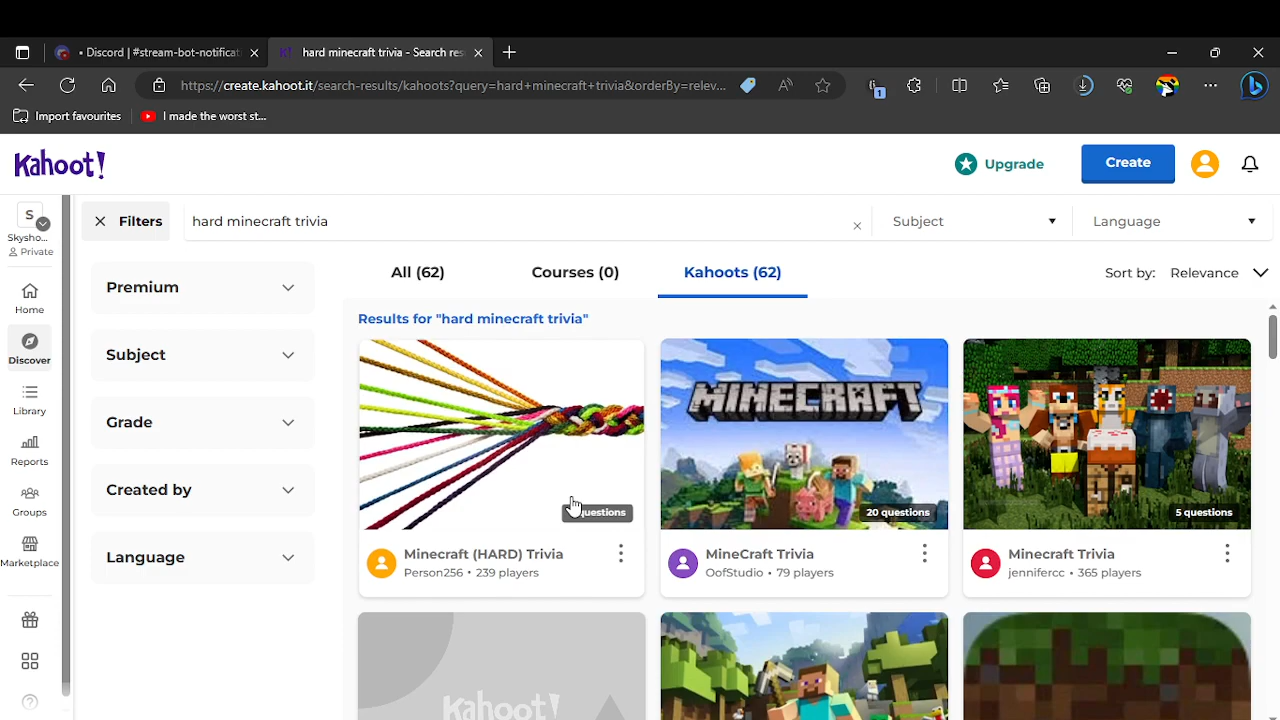 • Discord | #stream-bot-notificat
hard minecraft trivia - Search res
https://create.kahoot.it/search-results/kahoots?query=hard+minecraft+trivia&orderBy=relev...
1
Import favourites
I made the worst st...
Kahoot!
Upgrade
Create
S
Skysho...
Private
Home
Discover
Library
Reports
Groups
Marketplace
Filters
hard minecraft trivia
Subject
Language
Premium
Subject
Grade
Created by
Language
All (62)
Courses (0)
Kahoots (62)
Sort by: Relevance
Results for "hard minecraft trivia"
questions
Minecraft (HARD) Trivia
Person256 • 239 players
MINECRAFT
20 questions
MineCraft Trivia
OofStudio • 79 players
5 questions
Minecraft Trivia
jennifercc • 365 players
Kahoot!